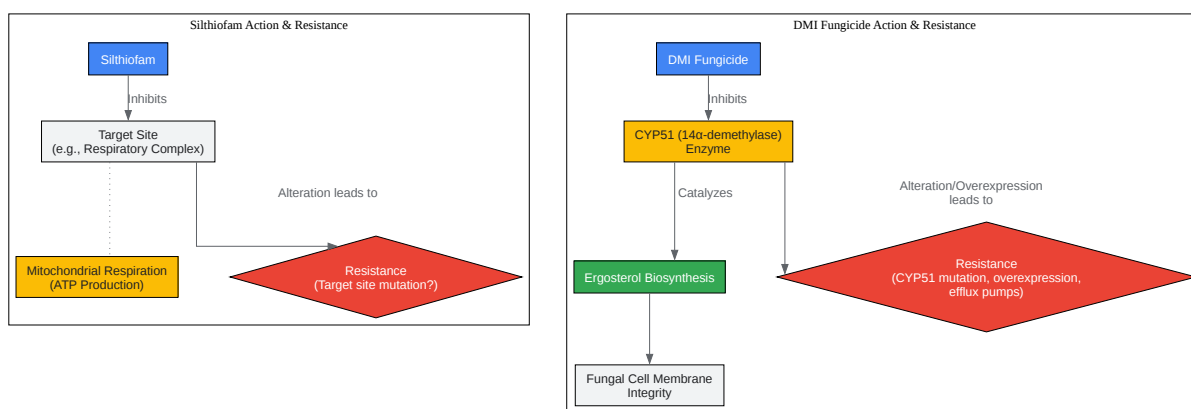 Silthiofam Action & Resistance
Silthiofam
Inhibits
Target Site
(e.g., Respiratory Complex)
Alteration leads to
Mitochondrial Respiration
(ATP Production)
Resistance
(Target site mutation?)
DMI Fungicide Action & Resistance
DMI Fungicide
Inhibits
CYP51 (14α-demethylase)
Enzyme
Catalyzes
Alteration/Overexpression
leads to
Ergosterol Biosynthesis
Resistance
(CYP51 mutation, overexpression,
efflux pumps)
Fungal Cell Membrane
Integrity